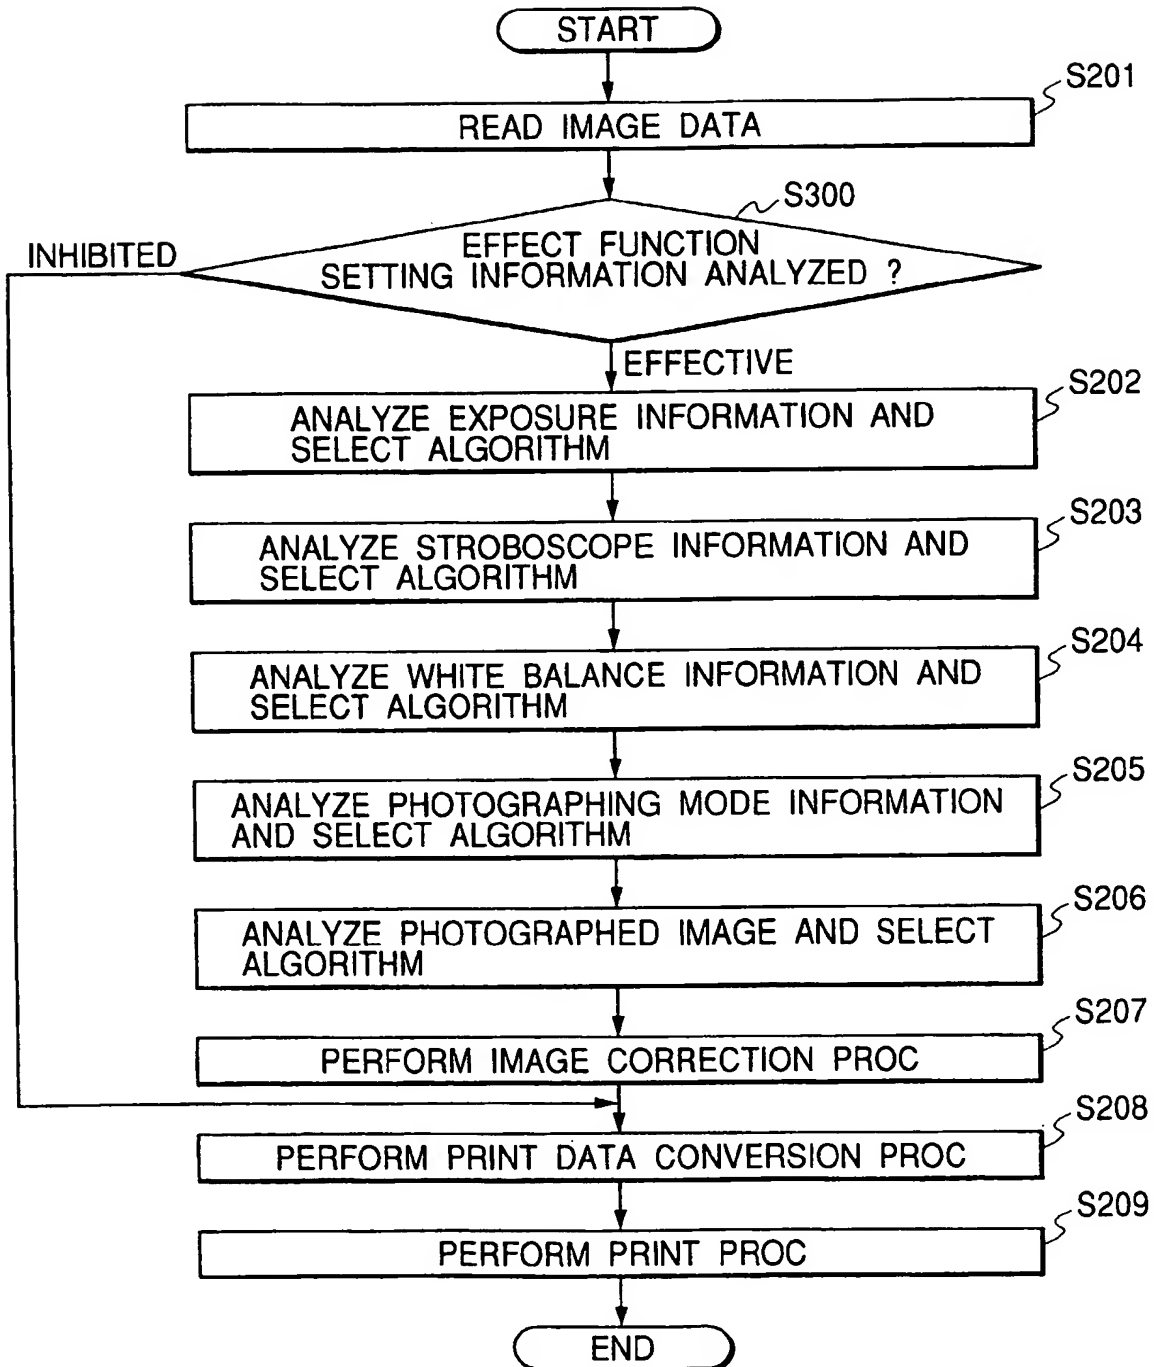 START
S201
READ IMAGE DATA
S300
EFFECT FUNCTION
SETTING INFORMATION ANALYZED ?
INHIBITED
EFFECTIVE
S202
ANALYZE EXPOSURE INFORMATION AND
SELECT ALGORITHM
S203
ANALYZE STROBOSCOPE INFORMATION AND
SELECT ALGORITHM
S204
ANALYZE WHITE BALANCE INFORMATION AND
SELECT ALGORITHM
S205
ANALYZE PHOTOGRAPHING MODE INFORMATION
AND SELECT ALGORITHM
S206
ANALYZE PHOTOGRAPHED IMAGE AND SELECT
ALGORITHM
S207
PERFORM IMAGE CORRECTION PROC
S208
PERFORM PRINT DATA CONVERSION PROC
S209
PERFORM PRINT PROC
END